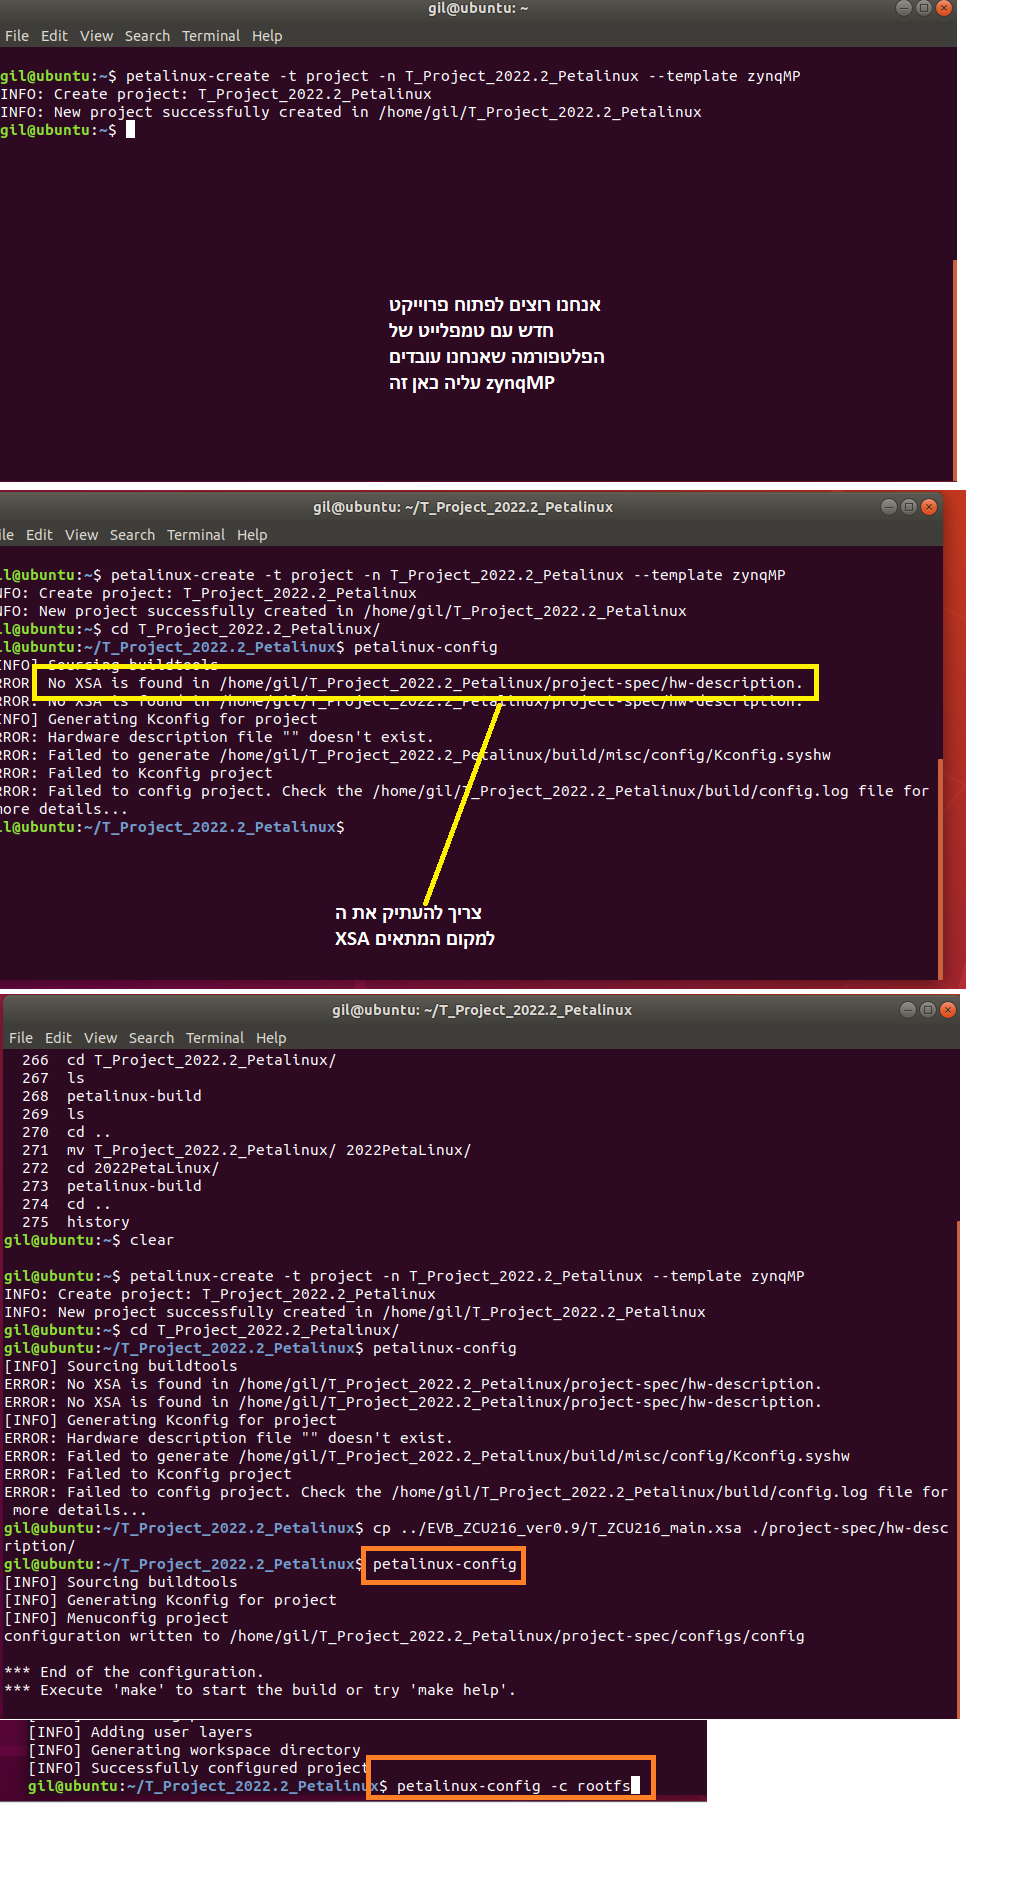 gil@ubuntu: ~
File Edit View Search Terminal Help
gil@ubuntu:~$ petalinux-create -t project -n T_Project_2022.2_Petalinux --template zynqMP
INFO: Create project: T_Project_2022.2_Petalinux
INFO: New project successfully created in /home/gil/T_Project_2022.2_Petalinux
gil@ubuntu:~$
אנחנו רוצים לפתוח פרוייקט
חדש עם טמפלייט של
הפלטפורמה שאנחנו עובדים
עליה כאן זה zynqMP
gil@ubuntu: ~/T_Project_2022.2_Petalinux
ile Edit View Search Terminal Help
il@ubuntu:~$ petalinux-create -t project -n T_Project_2022.2_Petalinux --template zynqMP
NFO: Create project: T_Project_2022.2_Petalinux
NFO: New project successfully created in /home/gil/T_Project_2022.2_Petalinux
il@ubuntu:~$ cd T_Project_2022.2_Petalinux/
il@ubuntu:~/T_Project_2022.2_Petalinux$ petalinux-config
INFO] Sourcing buildtools
RROR: No XSA is found in /home/gil/T_Project_2022.2_Petalinux/project-spec/hw-description.
RROR: No XSA is found in /home/gil/T_Project_2022.2_Petalinux/project-spec/hw-description.
INFO] Generating Kconfig for project
RROR: Hardware description file "" doesn't exist.
RROR: Failed to generate /home/gil/T_Project_2022.2_Petalinux/build/misc/config/Kconfig.syshw
RROR: Failed to Kconfig project
RROR: Failed to config project. Check the /home/gil/T_Project_2022.2_Petalinux/build/config.log file for
more details...
il@ubuntu:~/T_Project_2022.2_Petalinux$
צריך להעתיק את ה
XSA למקום המתאים
gil@ubuntu: ~/T_Project_2022.2_Petalinux
File Edit View Search Terminal Help
266 cd T_Project_2022.2_Petalinux/
267 ls
268 petalinux-build
269 ls
270 cd ..
271 mv T_Project_2022.2_Petalinux/ 2022PetaLinux/
272 cd 2022PetaLinux/
273 petalinux-build
274 cd ..
275 history
gil@ubuntu:~$ clear
gil@ubuntu:~$ petalinux-create -t project -n T_Project_2022.2_Petalinux --template zynqMP
INFO: Create project: T_Project_2022.2_Petalinux
INFO: New project successfully created in /home/gil/T_Project_2022.2_Petalinux
gil@ubuntu:~$ cd T_Project_2022.2_Petalinux/
gil@ubuntu:~/T_Project_2022.2_Petalinux$ petalinux-config
[INFO] Sourcing buildtools
ERROR: No XSA is found in /home/gil/T_Project_2022.2_Petalinux/project-spec/hw-description.
ERROR: No XSA is found in /home/gil/T_Project_2022.2_Petalinux/project-spec/hw-description.
[INFO] Generating Kconfig for project
ERROR: Hardware description file "" doesn't exist.
ERROR: Failed to generate /home/gil/T_Project_2022.2_Petalinux/build/misc/config/Kconfig.syshw
ERROR: Failed to Kconfig project
ERROR: Failed to config project. Check the /home/gil/T_Project_2022.2_Petalinux/build/config.log file for
more details...
gil@ubuntu:~/T_Project_2022.2_Petalinux$ cp ../EVB_ZCU216_ver0.9/T_ZCU216_main.xsa ./project-spec/hw-desc
ription/
gil@ubuntu:~/T_Project_2022.2_Petalinux$ petalinux-config
[INFO] Sourcing buildtools
[INFO] Generating Kconfig for project
[INFO] Menuconfig project
configuration written to /home/gil/T_Project_2022.2_Petalinux/project-spec/configs/config
*** End of the configuration.
*** Execute 'make' to start the build or try 'make help'.
[INFO] Adding user layers
[INFO] Generating workspace directory
[INFO] Successfully configured project
gil@ubuntu:~/T_Project_2022.2_Petalinux$ petalinux-config -c rootfs